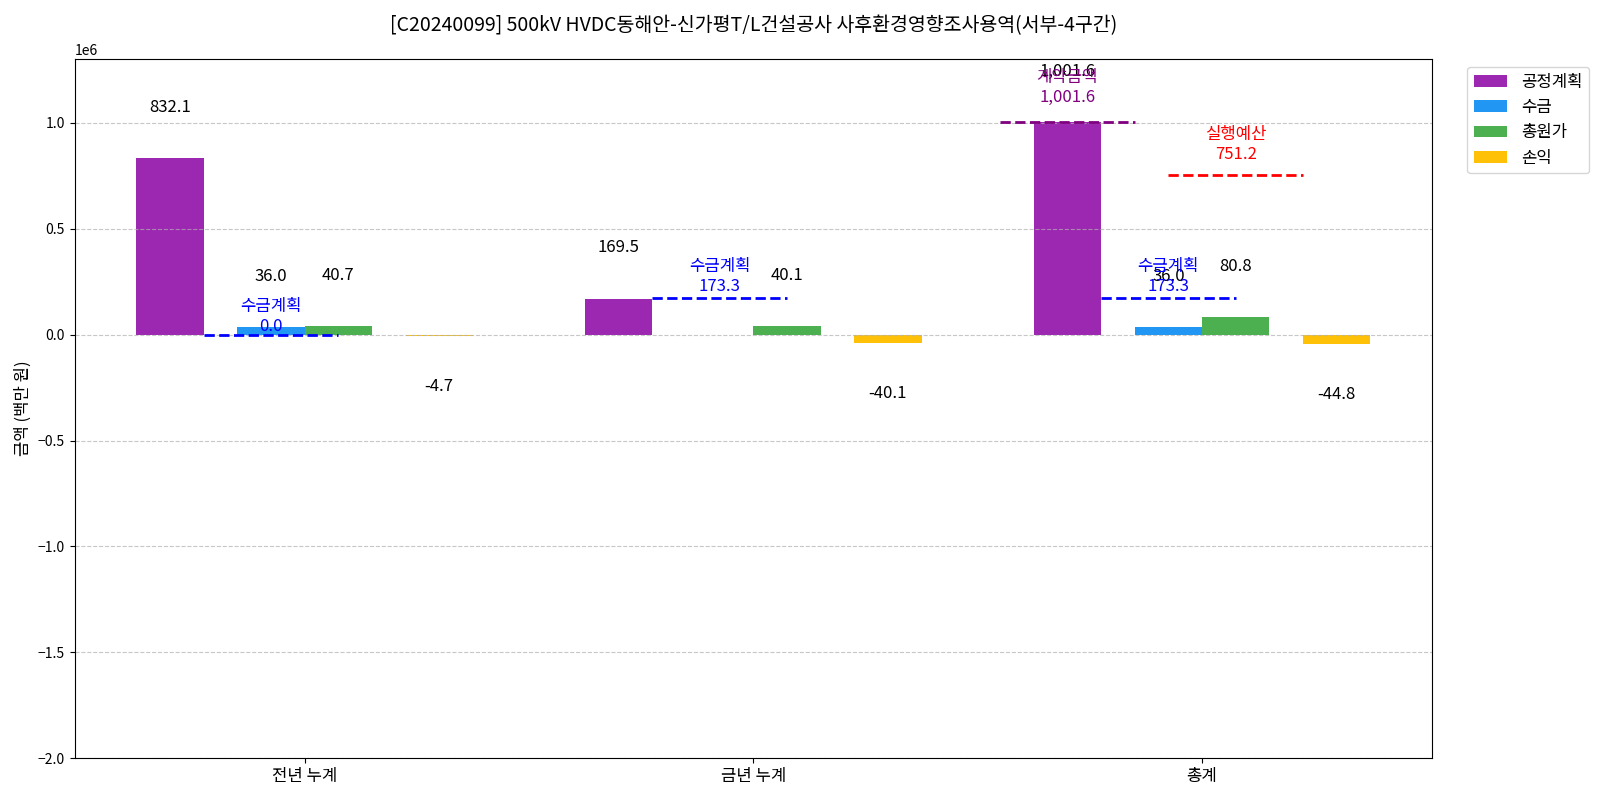 [C20240099] 500kV HVDC동해안-신가평T/L건설공사 사후환경영향조사용역(서부-4구간)
1e6
공정계획
수금
총원가
손익
832.1
36.0
40.7
수금계획
0.0
-4.7
169.5
수금계획
173.3
40.1
-40.1
1,001.6
계약금액
1,001.6
실행예산
751.2
수금계획
36.0
173.3
80.8
-44.8
1.0
0.5
0.0
−0.5
−1.0
−1.5
−2.0
금액 (백만 원)
전년 누계
금년 누계
총계